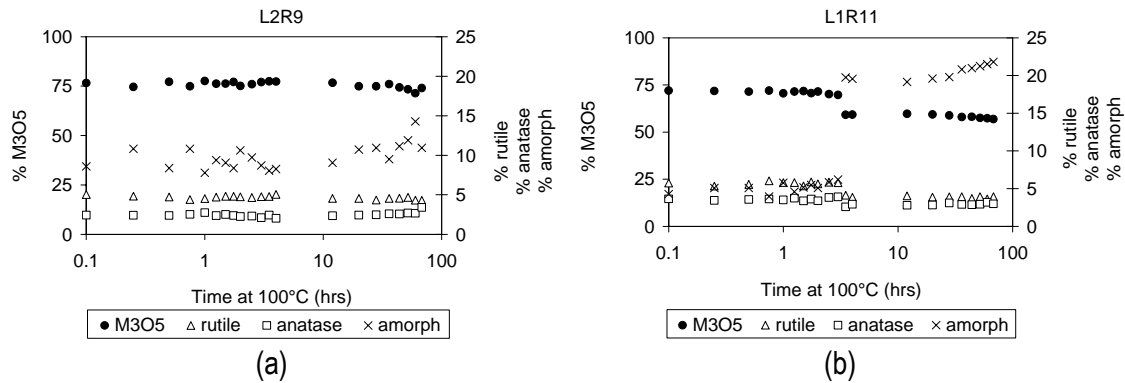 L2R9
100
75
50
25
0
% M3O5
25
20
15
10
5
0
% rutile
% anatase
% amorph
0.1
1
10
100
Time at 100°C (hrs)
M3O5 rutile anatase amorph
(a)
L1R11
100
75
50
25
0
% M3O5
25
20
15
10
5
0
% rutile
% anatase
% amorph
0.1
1
10
100
Time at 100°C (hrs)
M3O5 rutile anatase amorph
(b)